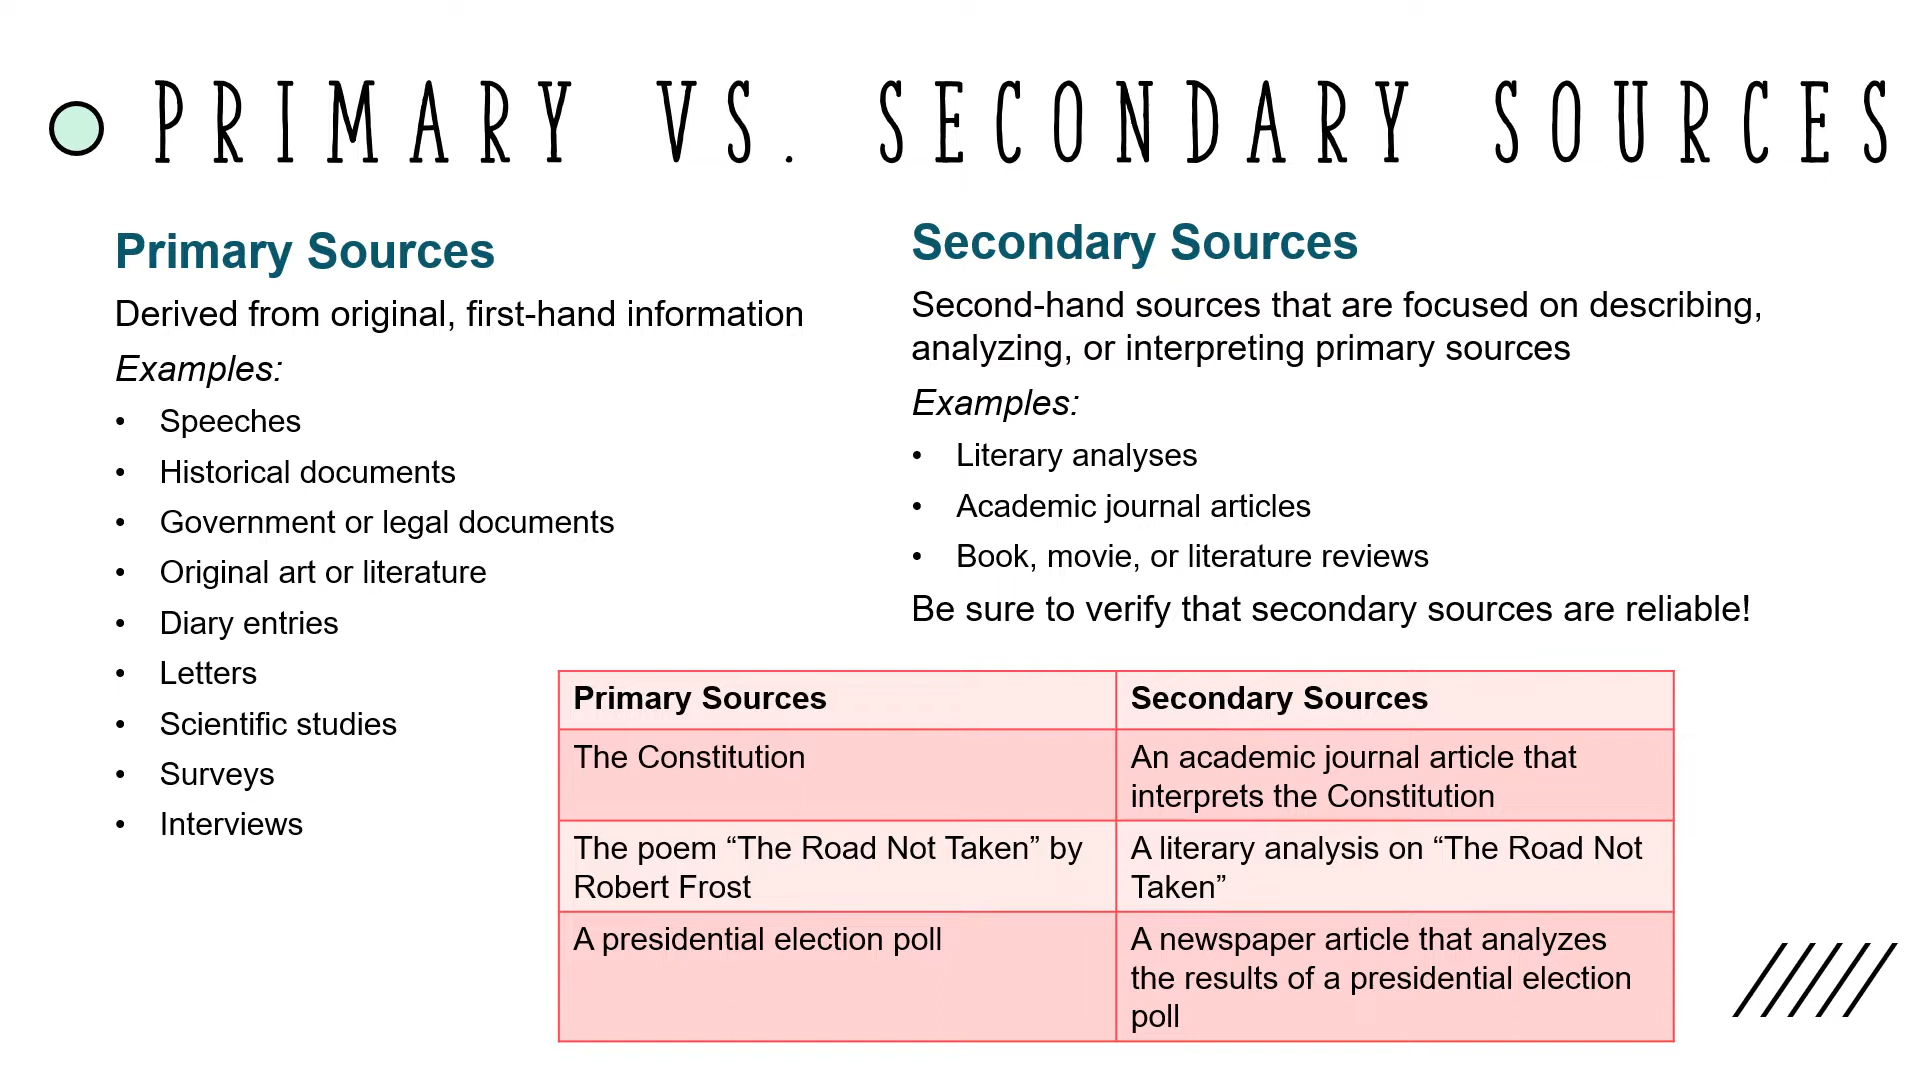 PRIMARY VS. SECONDARY SOURCES
Primary Sources
Derived from original, first-hand information
Examples:
• Speeches
• Historical documents
• Government or legal documents
• Original art or literature
• Diary entries
• Letters
• Scientific studies
• Surveys
• Interviews
Secondary Sources
Second-hand sources that are focused on describing,
analyzing, or interpreting primary sources
Examples:
• Literary analyses
• Academic journal articles
• Book, movie, or literature reviews
Be sure to verify that secondary sources are reliable!
Primary Sources
Secondary Sources
The Constitution
An academic journal article that
interprets the Constitution
The poem “The Road Not Taken” by
Robert Frost
A literary analysis on “The Road Not
Taken”
A presidential election poll
A newspaper article that analyzes
the results of a presidential election
poll